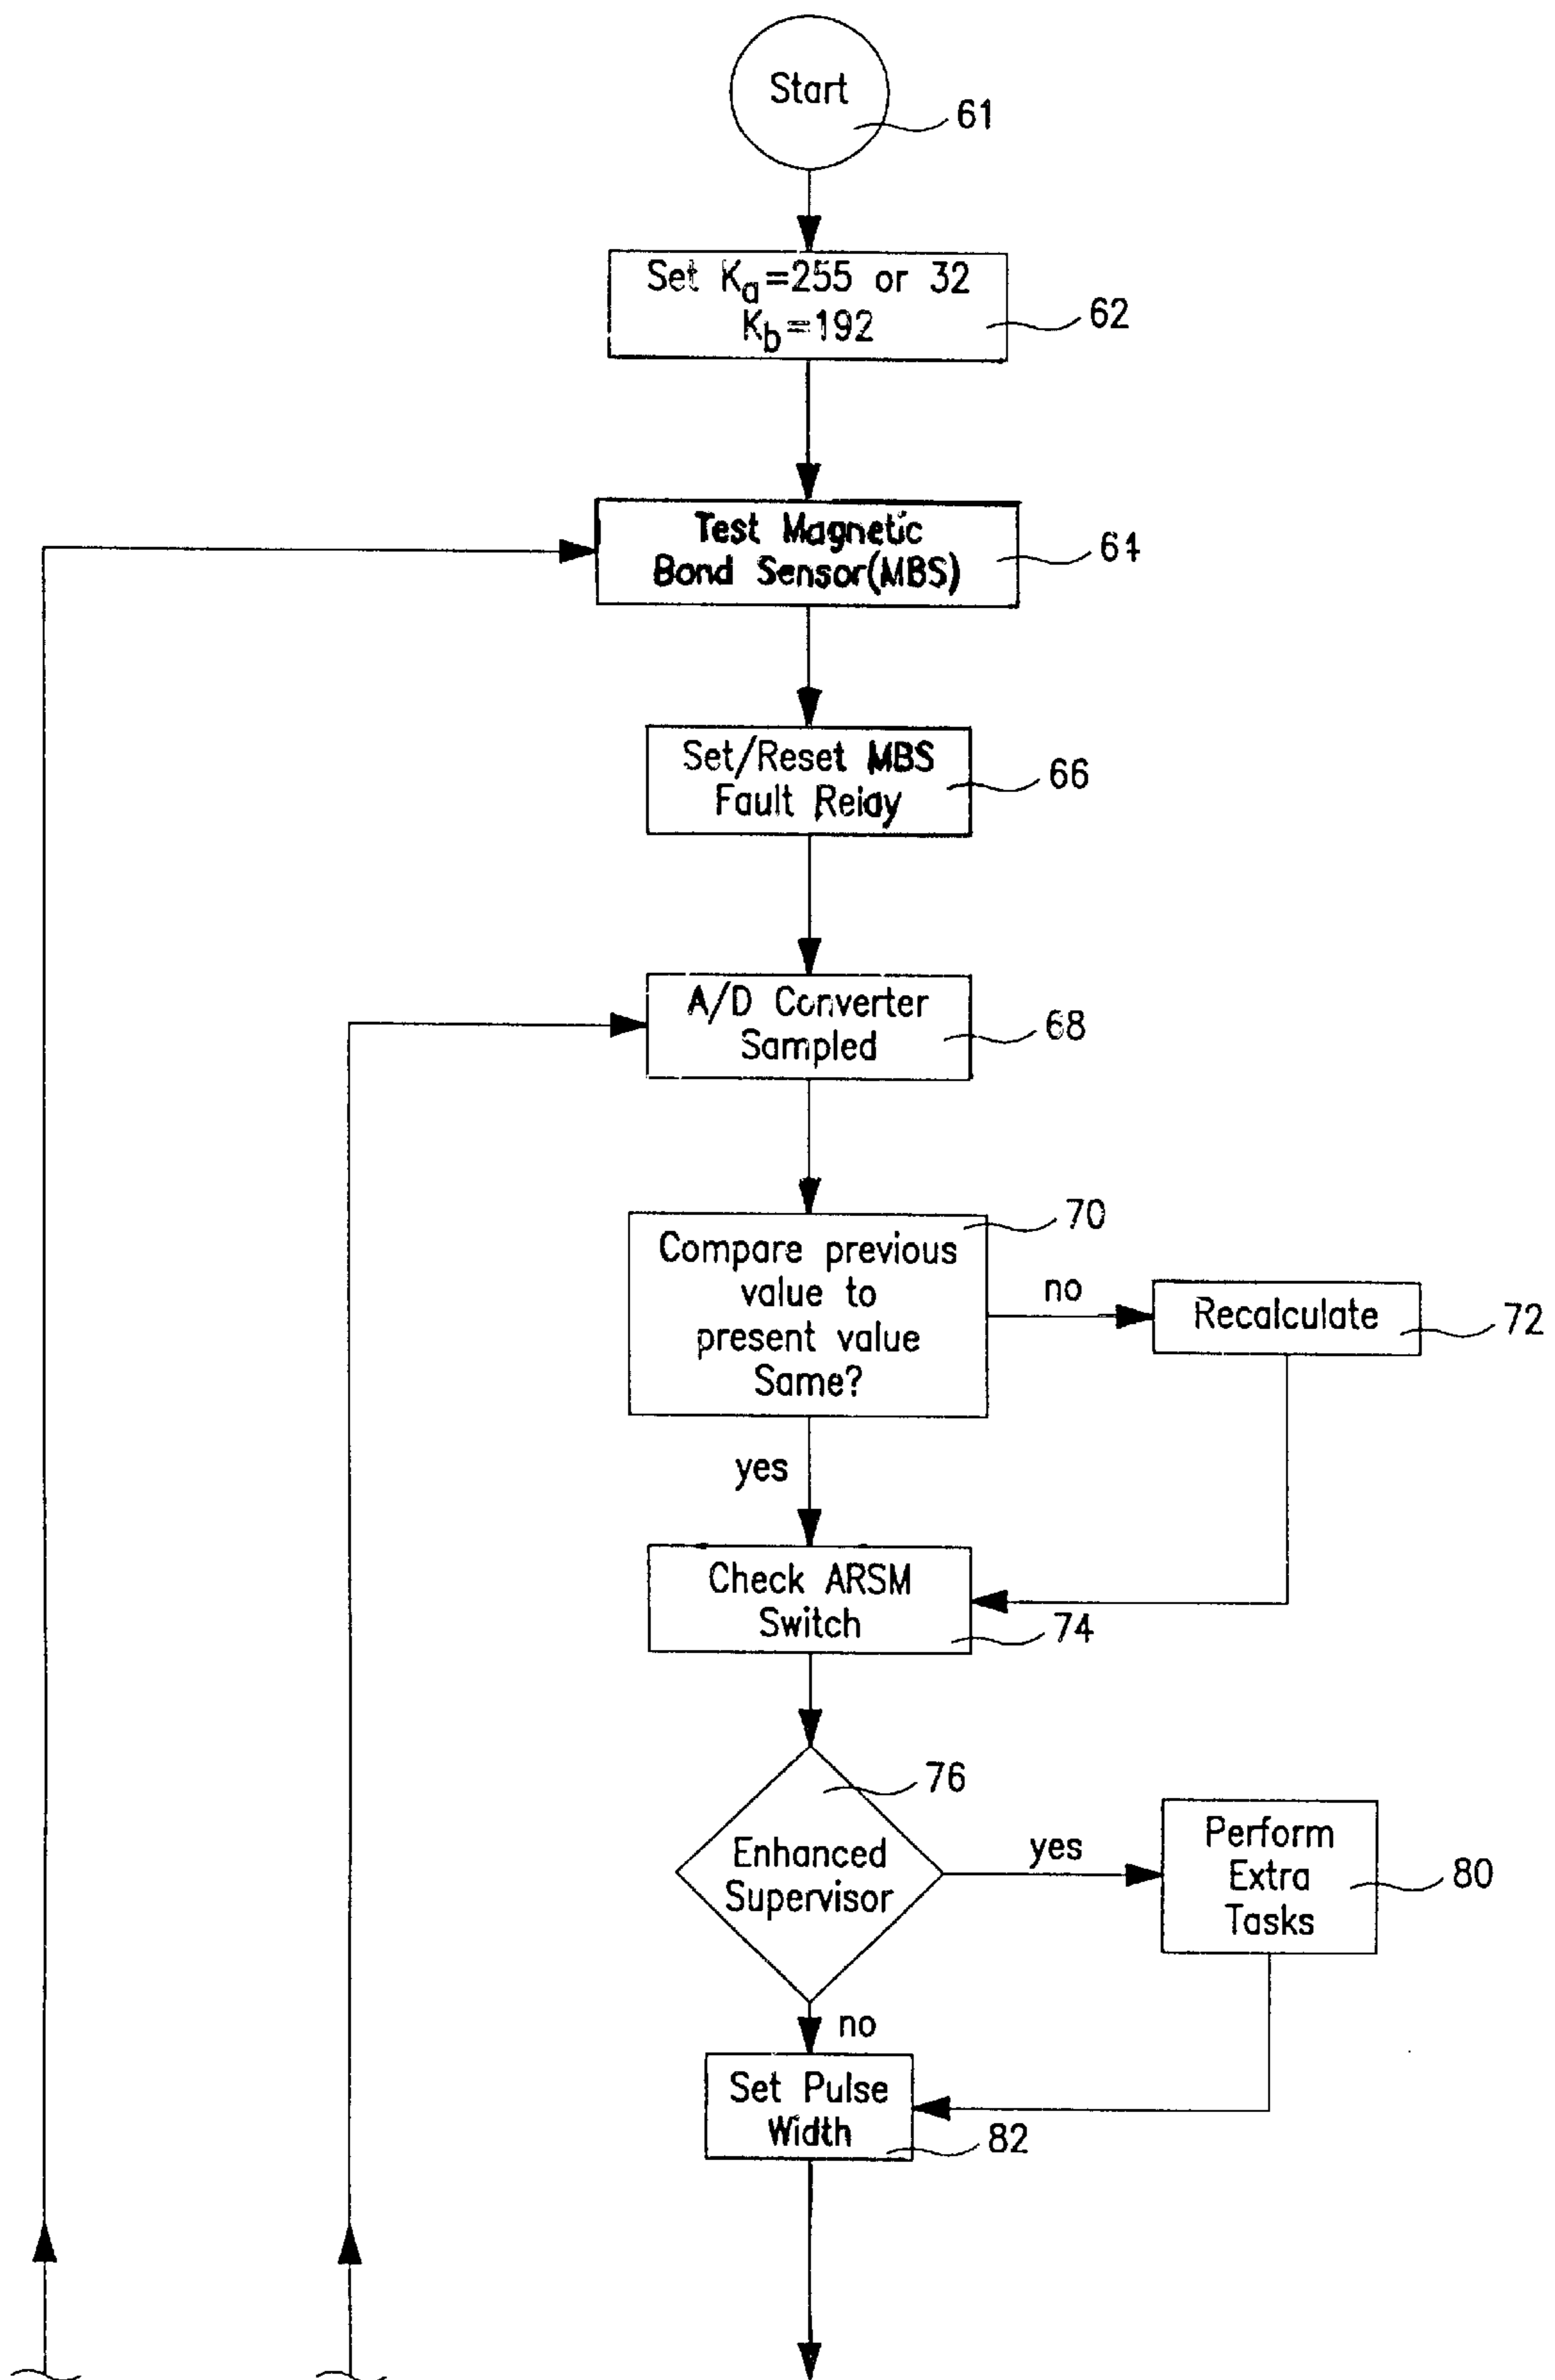 Start
61
Set Ka=255 or 32
Kb=192
62
Test Magnetic
Bond Sensor(MBS)
64
Set/Reset MBS
Fault Relay
66
A/D Converter
Sampled
68
70
Compare previous
value to
present value
Same?
no
Recalculate
72
yes
Check ARSM
Switch
74
76
Enhanced
Supervisor
yes
Perform
Extra
Tasks
80
no
Set Pulse
Width
82